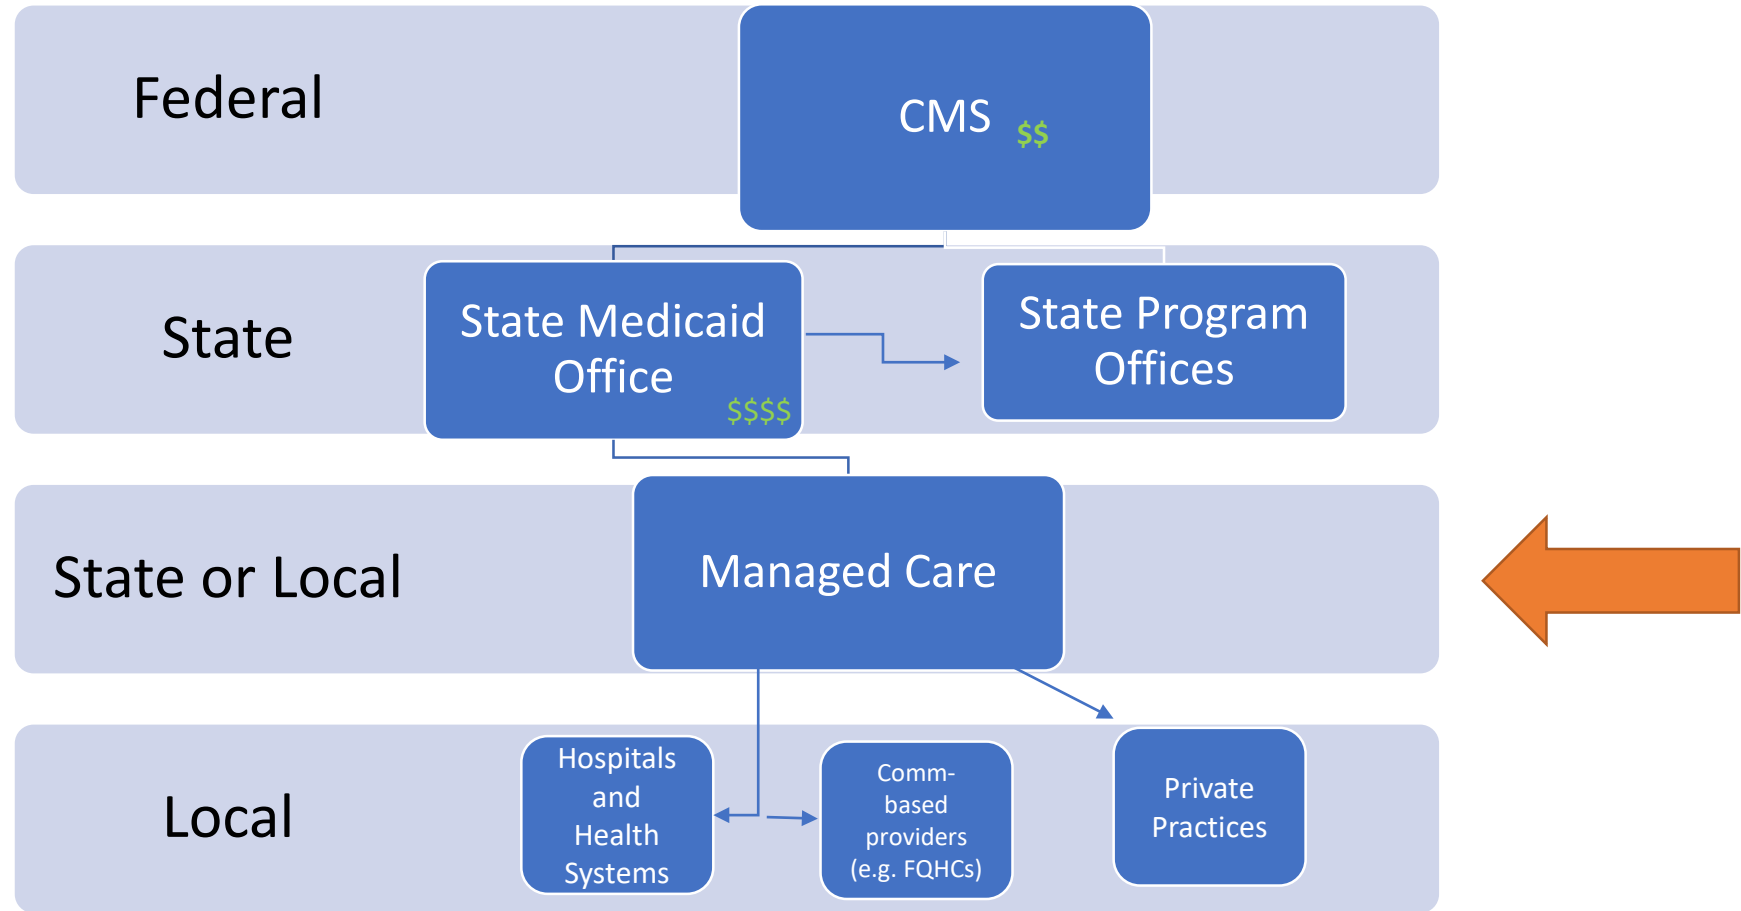 Federal
CMS $$
State
State Medicaid
Office
$$$$
State Program
Offices
State or Local
Managed Care
Local
Hospitals
and
Health
Systems
Comm-
based
providers
(e.g. FQHCs)
Private
Practices